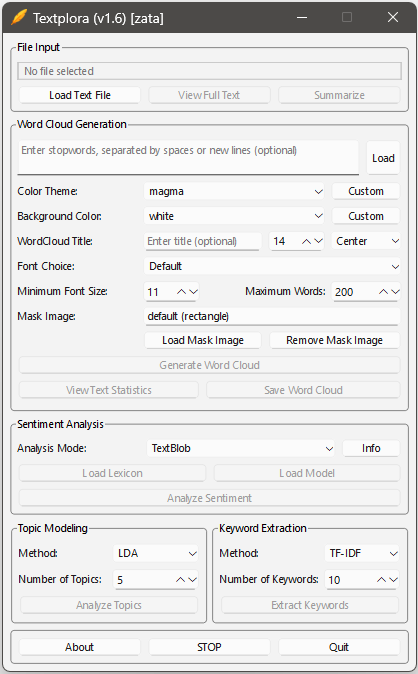 Textplora (v1.6) [zata]
File Input
No file selected
Load Text File View Full Text Summarize
Word Cloud Generation
Enter stopwords, separated by spaces or new lines (optional) Load
Color Theme: magma Custom
Background Color: white Custom
WordCloud Title: Enter title (optional) 14 Center
Font Choice: Default
Minimum Font Size: 11 Maximum Words: 200
Mask Image: default (rectangle)
Load Mask Image Remove Mask Image
Generate Word Cloud
View Text Statistics Save Word Cloud
Sentiment Analysis
Analysis Mode: TextBlob Info
Load Lexicon Load Model
Analyze Sentiment
Topic Modeling Keyword Extraction
Method: LDA Method: TF-IDF
Number of Topics: 5 Number of Keywords: 10
Analyze Topics Extract Keywords
About STOP Quit